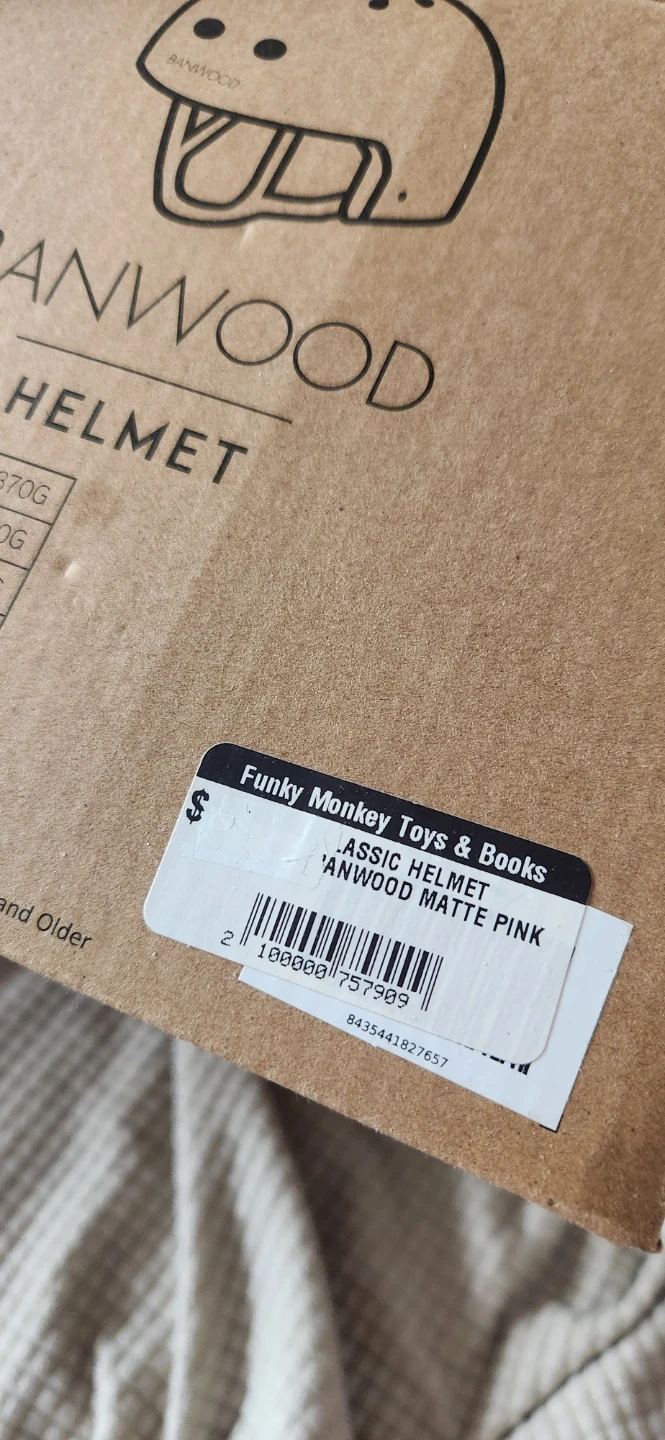 BANWOOD
ANWOOD
HELMET
370G
0G
and Older
Funky Monkey Toys & Books
$
LASSIC HELMET
ANWOOD MATTE PINK
2 100000 757909
8435441827657